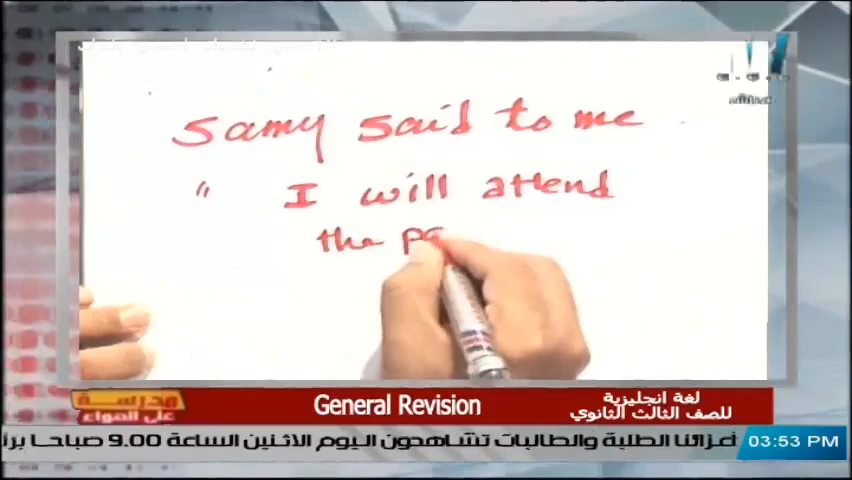 Samy said to me
" I will attend
the pa
مدرسة
على الهواء
General Revision
لغة انجليزية
للصف الثالث الثانوي
أعزائنا الطلبة والطالبات تشاهدون اليوم الاثنين الساعة 9.00 صباحا
03:53 PM